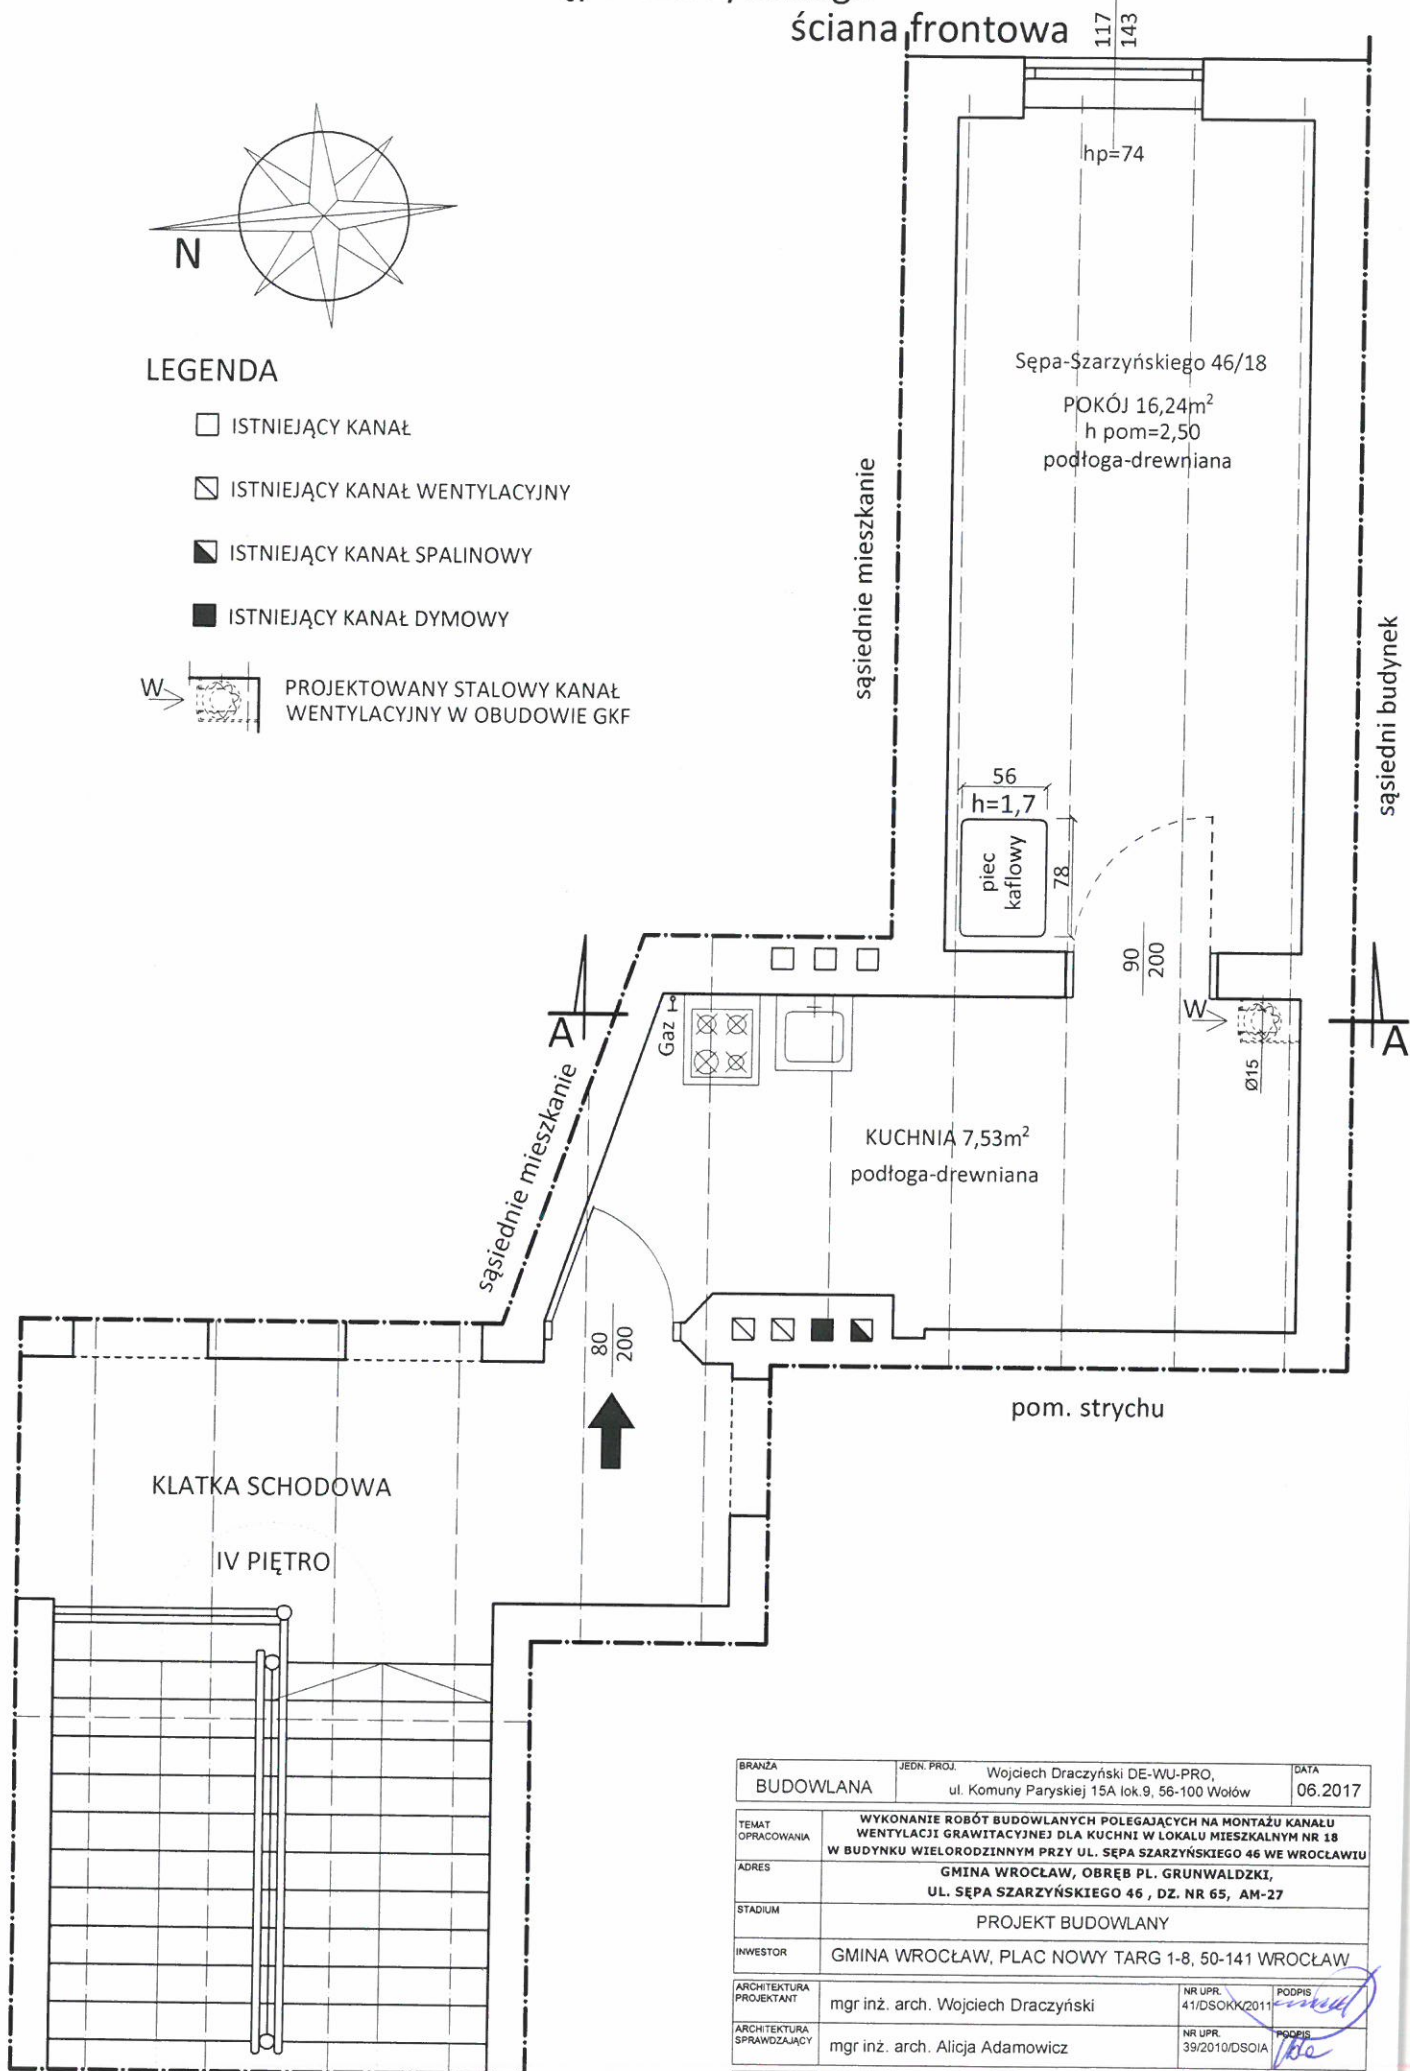 ściana frontowa
117
143
hp=74
N
LEGENDA
ISTNIEJĄCY KANAŁ
ISTNIEJĄCY KANAŁ WENTYLACYJNY
ISTNIEJĄCY KANAŁ SPALINOWY
ISTNIEJĄCY KANAŁ DYMOWY
W
PROJEKTOWANY STALOWY KANAŁ
WENTYLACYJNY W OBUDOWIE GKF
Sępa-Szarzyńskiego 46/18
POKÓJ 16,24m²
h pom=2,50
podłoga-drewniana
sąsiednie mieszkanie
sąsiedni budynek
56
h=1,7
piec
kaflowy
78
90
200
A
A
Gaz
W
Ø15
sąsiednie mieszkanie
KUCHNIA 7,53m²
podłoga-drewniana
80
200
pom. strychu
KLATKA SCHODOWA
IV PIĘTRO
BRANŻA
BUDOWLANA
JEDN. PROJ.
Wojciech Draczyński DE-WU-PRO,
ul. Komuny Paryskiej 15A lok.9, 56-100 Wołów
DATA
06.2017
TEMAT
OPRACOWANIA
WYKONANIE ROBÓT BUDOWLANYCH POLEGAJĄCYCH NA MONTAŻU KANAŁU
WENTYLACJI GRAWITACYJNEJ DLA KUCHNI W LOKALU MIESZKALNYM NR 18
W BUDYNKU WIELORODZINNYM PRZY UL. SĘPA SZARZYŃSKIEGO 46 WE WROCŁAWIU
ADRES
GMINA WROCŁAW, OBRĘB PL. GRUNWALDZKI,
UL. SĘPA SZARZYŃSKIEGO 46 , DZ. NR 65, AM-27
STADIUM
PROJEKT BUDOWLANY
INWESTOR
GMINA WROCŁAW, PLAC NOWY TARG 1-8, 50-141 WROCŁAW
ARCHITEKTURA
PROJEKTANT
mgr inż. arch. Wojciech Draczyński
NR UPR.
41/DSOKK/2011
PODPIS
ARCHITEKTURA
SPRAWDZAJĄCY
mgr inż. arch. Alicja Adamowicz
NR UPR.
39/2010/DSOIA
PODPIS